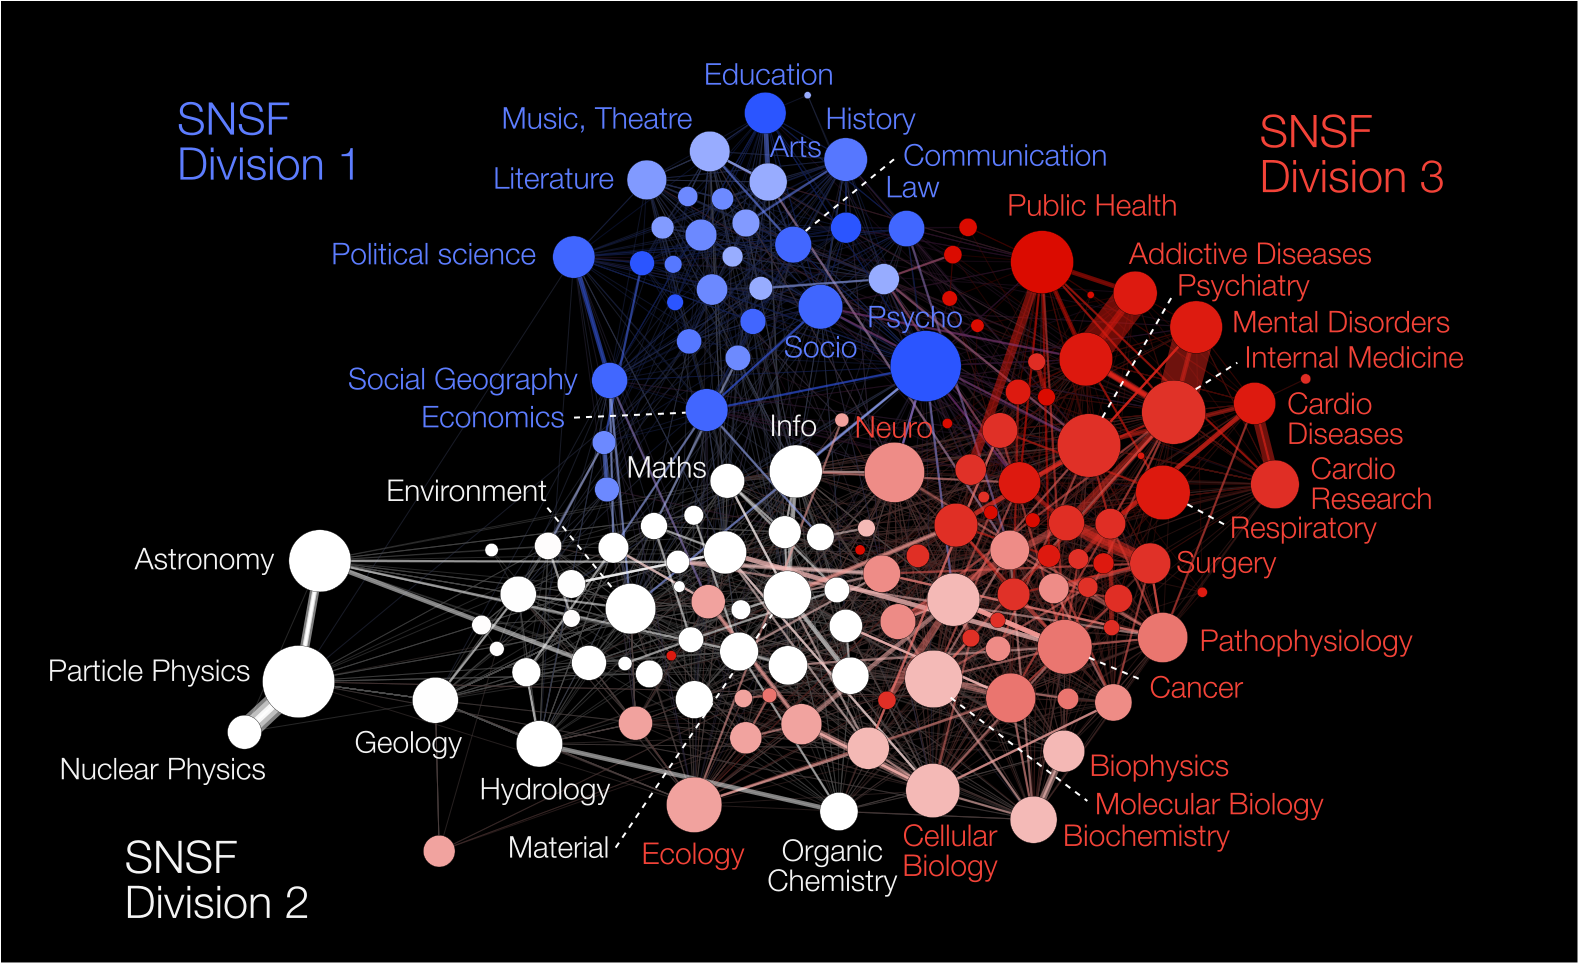 SNSF
Division 1
Education
Music, Theatre
History
Arts
Communication
Literature
Law
Political science
Psycho
Socio
Social Geography
Economics
SNSF
Division 3
Public Health
Addictive Diseases
Psychiatry
Mental Disorders
Internal Medicine
Cardio
Diseases
Cardio
Research
Respiratory
Neuro
Surgery
Pathophysiology
Cancer
Biophysics
Molecular Biology
Biochemistry
Cellular
Biology
Ecology
Info
Maths
Environment
Astronomy
Particle Physics
Nuclear Physics
Geology
Hydrology
Material
Organic
Chemistry
SNSF
Division 2